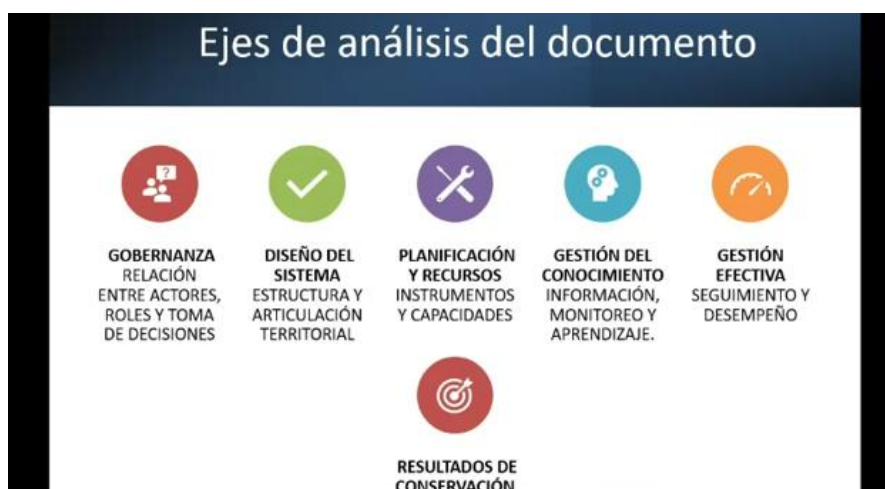 Ejes de análisis del documento
?
GOBERNANZA
RELACIÓN
ENTRE ACTORES,
ROLES Y TOMA
DE DECISIONES
DISEÑO DEL
SISTEMA
ESTRUCTURA Y
ARTICULACIÓN
TERRITORIAL
PLANIFICACIÓN
Y RECURSOS
INSTRUMENTOS
Y CAPACIDADES
GESTIÓN DEL
CONOCIMIENTO
INFORMACIÓN,
MONITOREO Y
APRENDIZAJE.
GESTIÓN
EFECTIVA
SEGUIMIENTO Y
DESEMPEÑO
RESULTADOS DE
CONSERVACIÓN